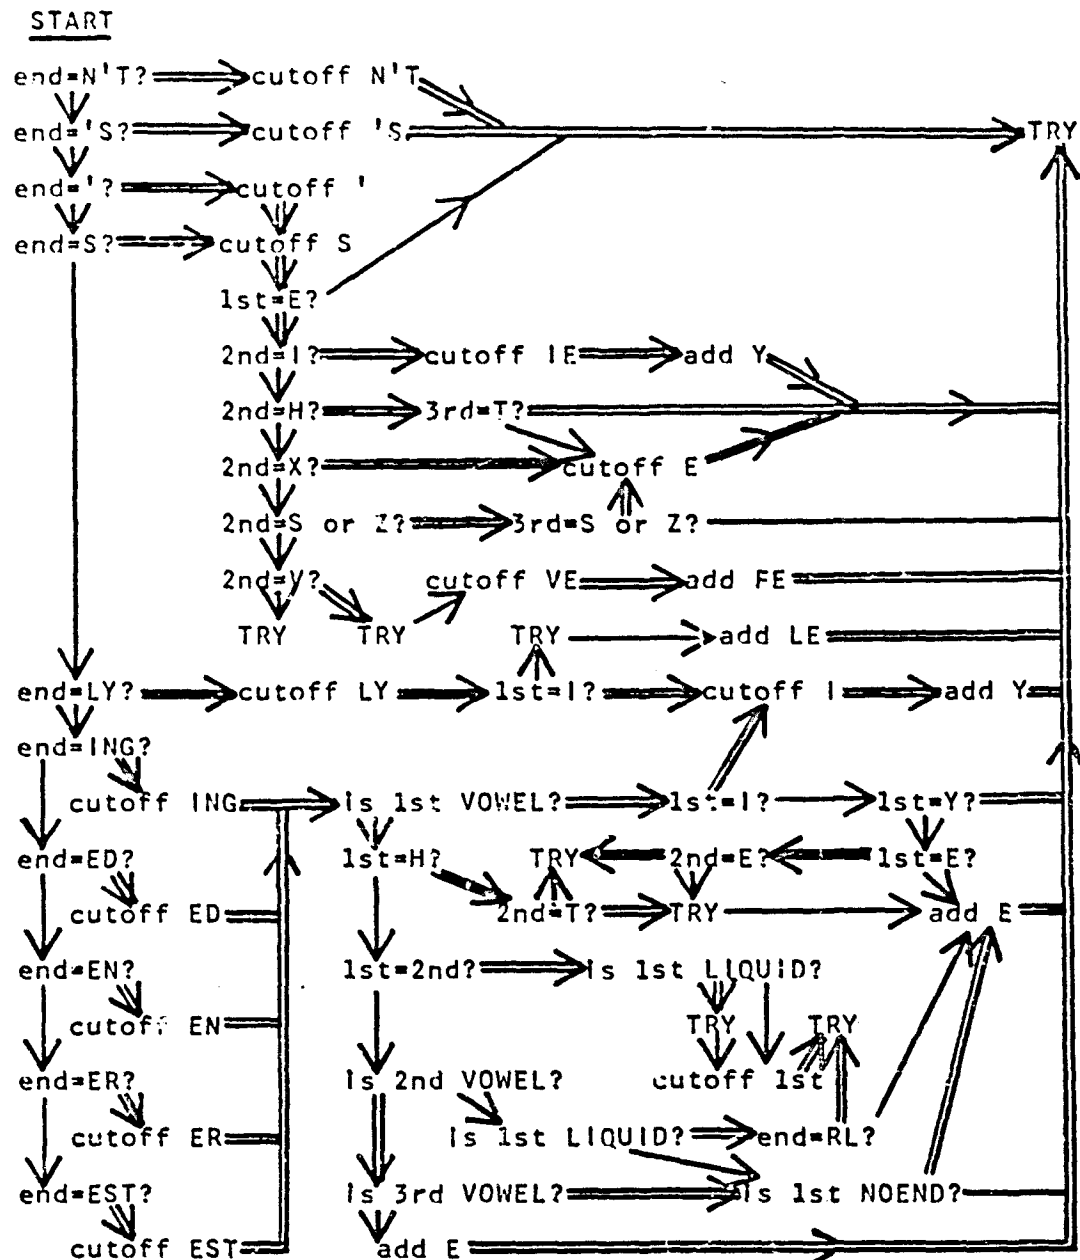 START
end=N'T? cutoff N'T
end='S? cutoff 'S TRY
end='? cutoff '
end=S? cutoff S
1st=E?
2nd=I? cutoff IE add Y
2nd=H? 3rd=T?
2nd=X? cutoff E
2nd=S or Z? 3rd=S or Z?
2nd=V? cutoff VE add FE
TRY TRY TRY add LE
end=LY? cutoff LY 1st=I? cutoff I add Y
end=ING?
cutoff ING is 1st VOWEL? 1st=I? 1st=Y?
end=ED? 1st=H? TRY 2nd=E? 1st=E?
cutoff ED 2nd=T? TRY add E
end=EN? 1st=2nd? is 1st LIQUID?
cutoff EN TRY TRY
end=ER? is 2nd VOWEL? cutoff 1st
cutoff ER is 1st LIQUID? end=RL?
end=EST? is 3rd VOWEL? is 1st NOEND?
cutoff EST add E